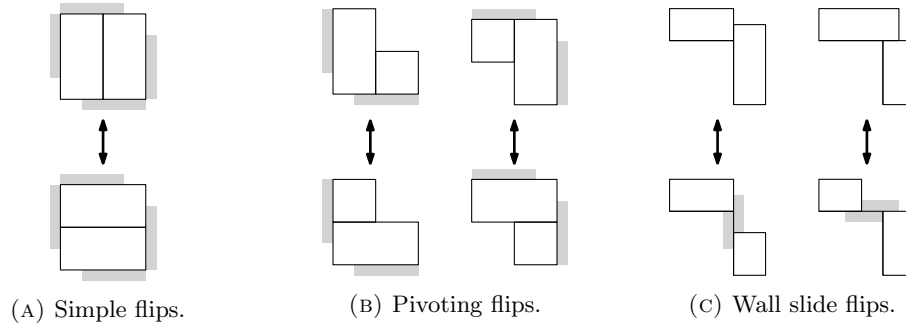 (A) Simple flips.
(B) Pivoting flips.
(C) Wall slide flips.